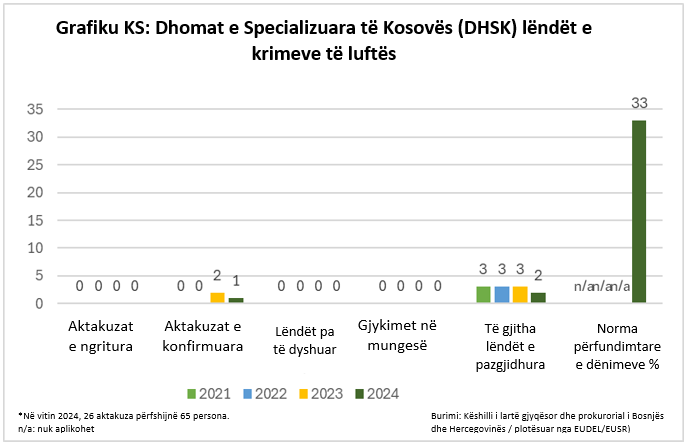 Grafiku KS: Dhomat e Specializuara të Kosovës (DHSK) lëndët e
krimeve të luftës
35
30
25
20
15
10
5
0
0 0 0 0
0 0 2 1
0 0 0 0
0 0 0 0
3 3 3 2
n/a n/a n/a 33
Aktakuzat
e ngritura
Aktakuzat e
konfirmuara
Lëndët pa
të dyshuar
Gjykimet në
mungesë
Të gjitha
lëndët e
pazgjidhura
Norma
përfundimtare
e dënimeve %
2021 2022 2023 2024
*Në vitin 2024, 26 aktakuza përfshijnë 65 persona.
n/a: nuk aplikohet
Burimi: Këshilli i lartë gjyqësor dhe prokurorial i Bosnjës
dhe Hercegovinës / plotësuar nga EUDEL/EUSR)